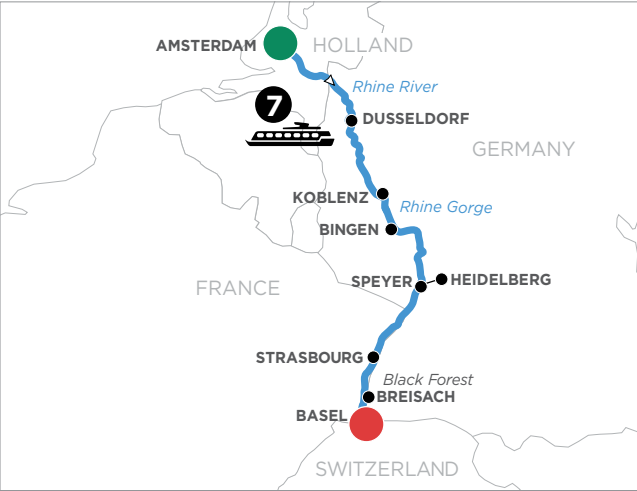 AMSTERDAM
HOLLAND
Rhine River
7
DUSSELDORF
GERMANY
KOBLENZ
Rhine Gorge
BINGEN
SPEYER
HEIDELBERG
FRANCE
STRASBOURG
Black Forest
BREISACH
BASEL
SWITZERLAND